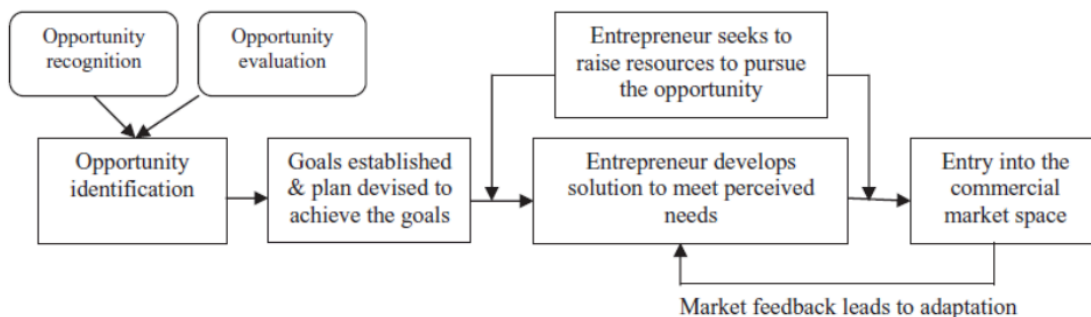 Opportunity
recognition
Opportunity
evaluation
Entrepreneur seeks to
raise resources to pursue
the opportunity
Opportunity
identification
Goals established
& plan devised to
achieve the goals
Entrepreneur develops
solution to meet perceived
needs
Entry into the
commercial
market space
Market feedback leads to adaptation